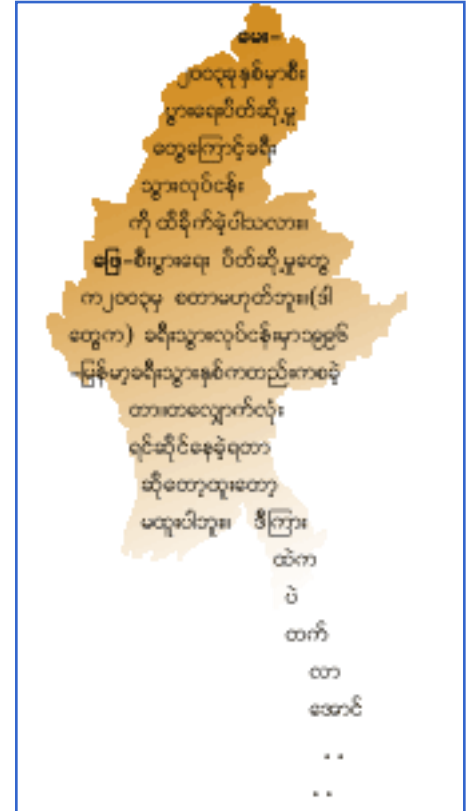 မေး-
၂၀၀၃ခုနှစ်မှာစီး
ပွားရေးပိတ်ဆို့မှု
တွေကြောင့်ခရီး
သွားလုပ်ငန်း
ကို ထိခိုက်ခဲ့ပါသလား။
ဖြေ-စီးပွားရေး ပိတ်ဆို့မှုတွေ
က၂၀၀၃မှ စတာမဟုတ်ဘူး။(ဒါ
တွေက) ခရီးသွားလုပ်ငန်းမှာ၁၉၉၆
-မြန်မာ့ခရီးသွားနှစ်ကတည်းကစခဲ့
တာ။တလျှောက်လုံး
ရင်ဆိုင်နေခဲ့ရတာ
ဆိုတော့ထူးတော့
မထူးပါဘူး။ ဒီကြား
ထဲက
ပဲ
တက်
လာ
အောင်
. .
. .